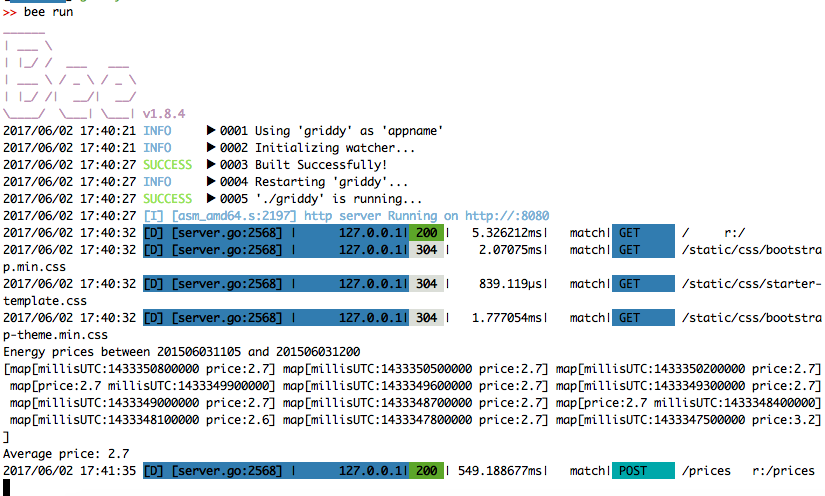 >> bee run
______
| ___ \
| |_/ /  ___   ___
| ___ \ / _ \ / _ \
| |_/ /|  __/|  __/
\____/  \___| \___| v1.8.4
2017/06/02 17:40:21 INFO     ▶ 0001 Using 'griddy' as 'appname'
2017/06/02 17:40:21 INFO     ▶ 0002 Initializing watcher...
2017/06/02 17:40:27 SUCCESS  ▶ 0003 Built Successfully!
2017/06/02 17:40:27 INFO     ▶ 0004 Restarting 'griddy'...
2017/06/02 17:40:27 SUCCESS  ▶ 0005 './griddy' is running...
2017/06/02 17:40:27 [I] [asm_amd64.s:2197] http server Running on http://:8080
2017/06/02 17:40:32 [D] [server.go:2568] |      127.0.0.1| 200 |   5.326212ms|   match| GET     /     r:/
2017/06/02 17:40:32 [D] [server.go:2568] |      127.0.0.1| 304 |    2.07075ms|   match| GET     /static/css/bootstra
p.min.css
2017/06/02 17:40:32 [D] [server.go:2568] |      127.0.0.1| 304 |    839.119µs|   match| GET     /static/css/starter-
template.css
2017/06/02 17:40:32 [D] [server.go:2568] |      127.0.0.1| 304 |   1.777054ms|   match| GET     /static/css/bootstra
p-theme.min.css
Energy prices between 201506031105 and 201506031200
[map[millisUTC:1433350800000 price:2.7] map[millisUTC:1433350500000 price:2.7] map[millisUTC:1433350200000 price:2.7]
 map[price:2.7 millisUTC:1433349900000] map[millisUTC:1433349600000 price:2.7] map[millisUTC:1433349300000 price:2.7]
 map[millisUTC:1433349000000 price:2.7] map[millisUTC:1433348700000 price:2.7] map[price:2.7 millisUTC:1433348400000]
 map[millisUTC:1433348100000 price:2.6] map[millisUTC:1433347800000 price:2.7] map[millisUTC:1433347500000 price:3.2]
]
Average price: 2.7
2017/06/02 17:41:35 [D] [server.go:2568] |      127.0.0.1| 200 | 549.188677ms|   match| POST    /prices   r:/prices